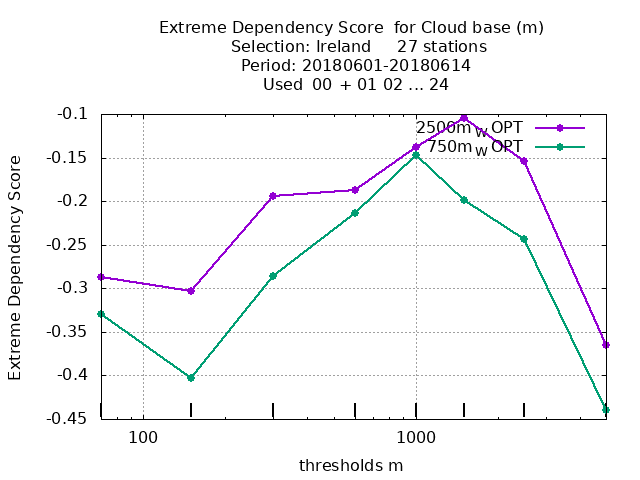 Extreme Dependency Score  for Cloud base (m)
Selection: Ireland     27 stations
Period: 20180601-20180614
Used  00 + 01 02 ... 24
Extreme Dependency Score
-0.1
-0.15
-0.2
-0.25
-0.3
-0.35
-0.4
-0.45
2500m_W OPT
750m_W OPT
100
1000
thresholds m